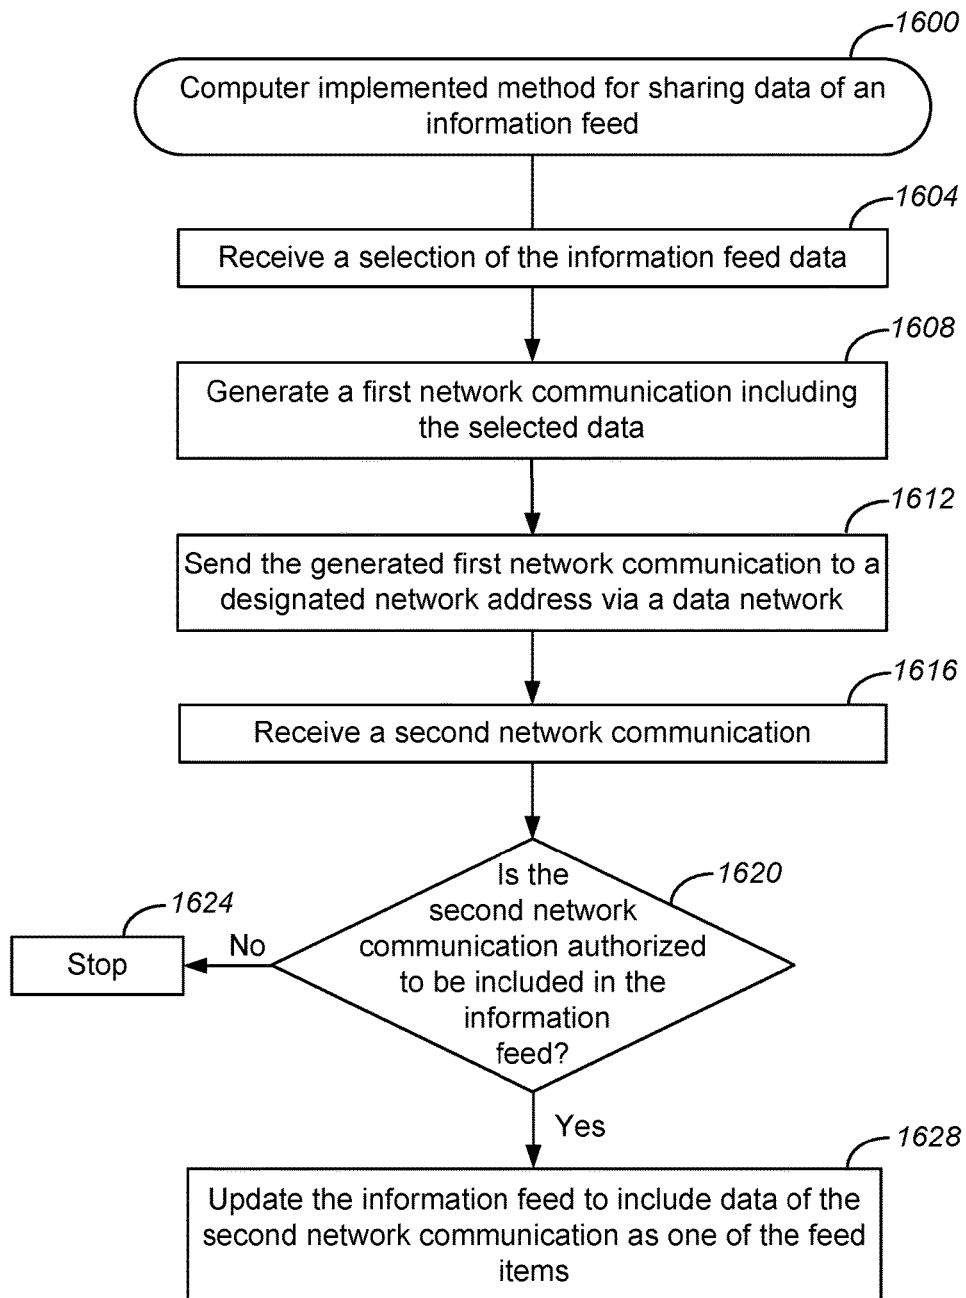 1600
Computer implemented method for sharing data of an
information feed
1604
Receive a selection of the information feed data
1608
Generate a first network communication including
the selected data
1612
Send the generated first network communication to a
designated network address via a data network
1616
Receive a second network communication
1620
Is the
second network
communication authorized
to be included in the
information
feed?
1624
No
Stop
Yes
1628
Update the information feed to include data of the
second network communication as one of the feed
items